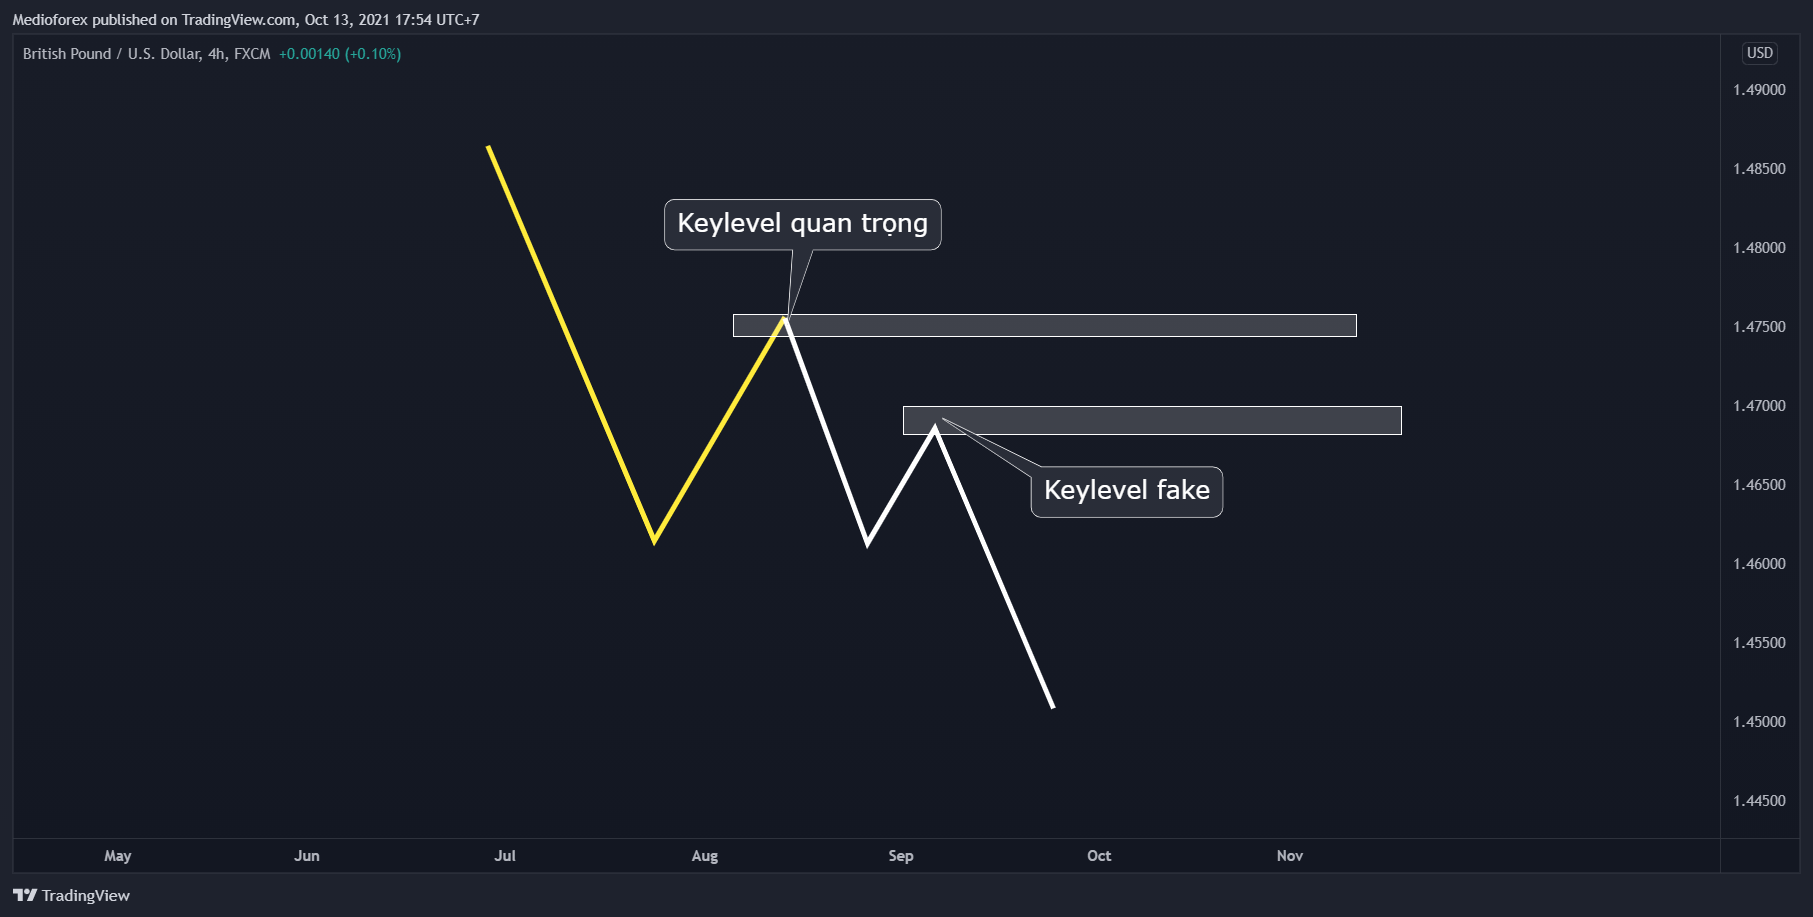 Medioforex published on TradingView.com, Oct 13, 2021 17:54 UTC+7
British Pound / U.S. Dollar, 4h, FXCM +0.00140 (+0.10%)
USD
1.49000
1.48500
Keylevel quan trọng
1.48000
1.47500
1.47000
Keylevel fake
1.46500
1.46000
1.45500
1.45000
1.44500
May Jun Jul Aug Sep Oct Nov
TradingView